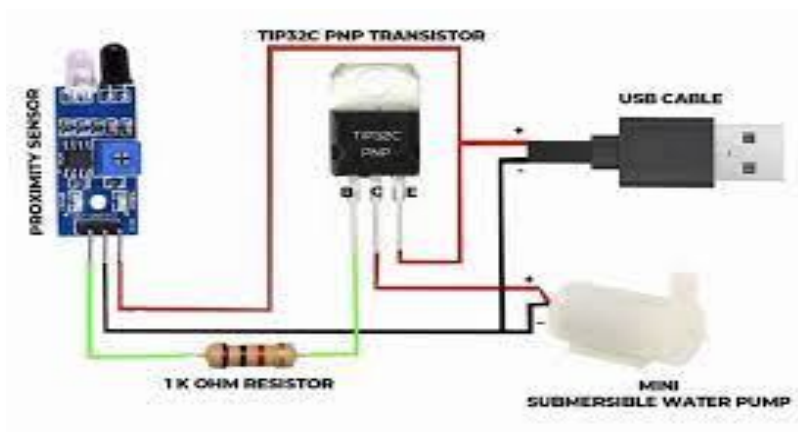 TIP32C PNP TRANSISTOR
USB CABLE
PROXIMITY SENSOR
TIP32C
PNP
B C E
+
-
+
-
1 K OHM RESISTOR
MINI
SUBMERSIBLE WATER PUMP